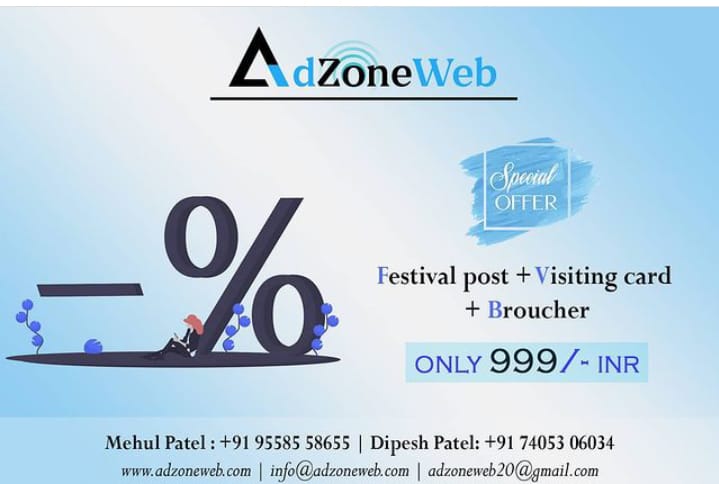 AdZoneWeb
Special
OFFER
-%
Festival post + Visiting card
+ Broucher
ONLY 999/- INR
Mehul Patel : +91 95585 58655 | Dipesh Patel: +91 74053 06034
www.adzoneweb.com | info@adzoneweb.com | adzoneweb20@gmail.com